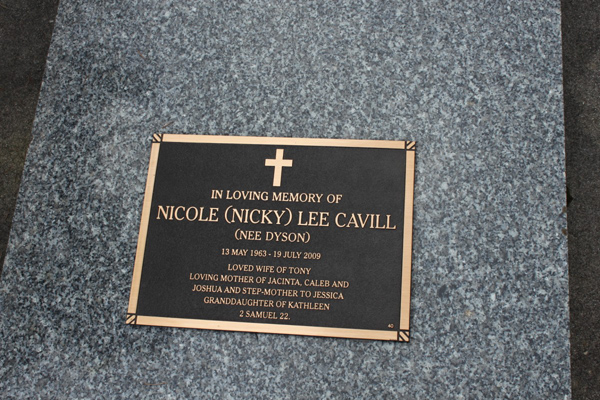 IN LOVING MEMORY OF
NICOLE (NICKY) LEE CAVILL
(NEE DYSON)
13 MAY 1963 - 19 JULY 2009
LOVED WIFE OF TONY
LOVING MOTHER OF JACINTA, CALEB AND
JOSHUA AND STEP-MOTHER TO JESSICA
GRANDDAUGHTER OF KATHLEEN
2 SAMUEL 22.
40